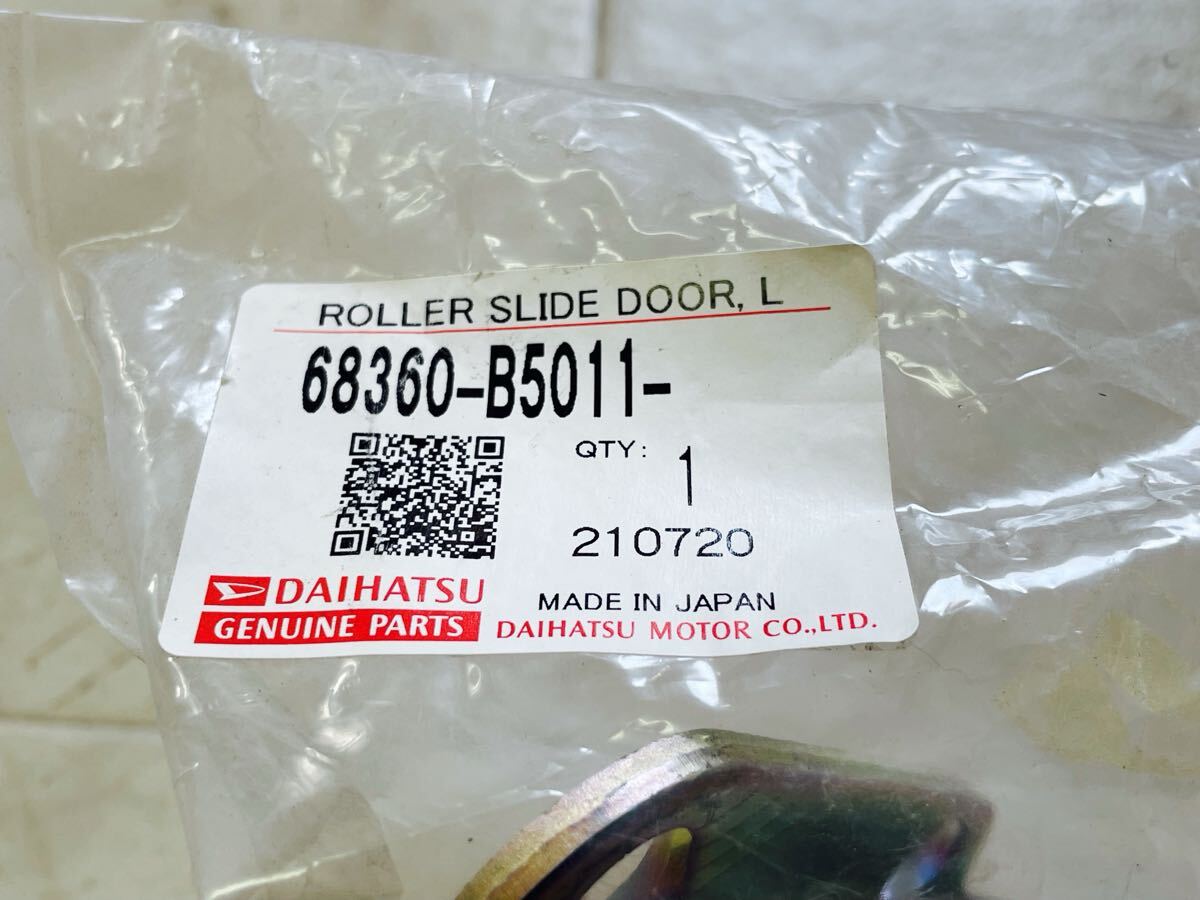 ROLLER SLIDE DOOR, L
68360-B5011-
QTY: 1
210720
DAIHATSU
GENUINE PARTS
MADE IN JAPAN
DAIHATSU MOTOR CO.,LTD.